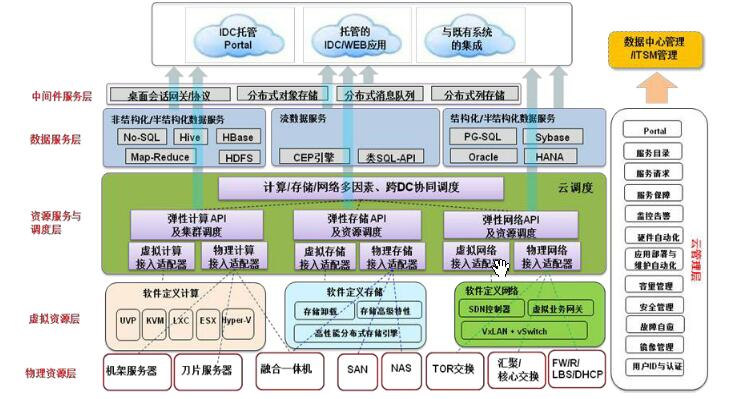 IDC托管
Portal
托管的
IDC/WEB应用
与既有系统
的集成
数据中心管理
/ITSM管理
中间件服务层
桌面会话网关/协议
分布式对象存储
分布式消息队列
分布式列存储
数据服务层
非结构化/半结构化数据服务
No-SQL
Hive
HBase
Map-Reduce
HDFS
流数据服务
CEP引擎
类SQL-API
结构化/半结构化数据服务
PG-SQL
Sybase
Oracle
HANA
资源服务与
调度层
计算/存储/网络多因素、跨DC协同调度
云调度
弹性计算API
及集群调度
弹性存储API
及资源调度
弹性网络API
及资源调度
虚拟计算
接入适配器
物理计算
接入适配器
虚拟存储
接入适配器
物理存储
接入适配器
虚拟网络
接入适配器
物理网络
接入适配器
虚拟资源层
软件定义计算
UVP
KVM
LXC
ESX
Hyper-V
软件定义存储
存储卸载
存储高级特性
高性能分布式存储引擎
软件定义网络
SDN控制器
虚拟业务网关
VxLAN + vSwitch
物理资源层
机架服务器
刀片服务器
融合一体机
SAN
NAS
TOR交换
汇聚/
核心交换
FW/R/
LBS/DHCP
Portal
服务目录
服务请求
服务保障
监控告警
硬件自动化
应用部署与
维护自动化
容量管理
安全管理
故障自愈
镜像管理
用户ID与认证
云管理层